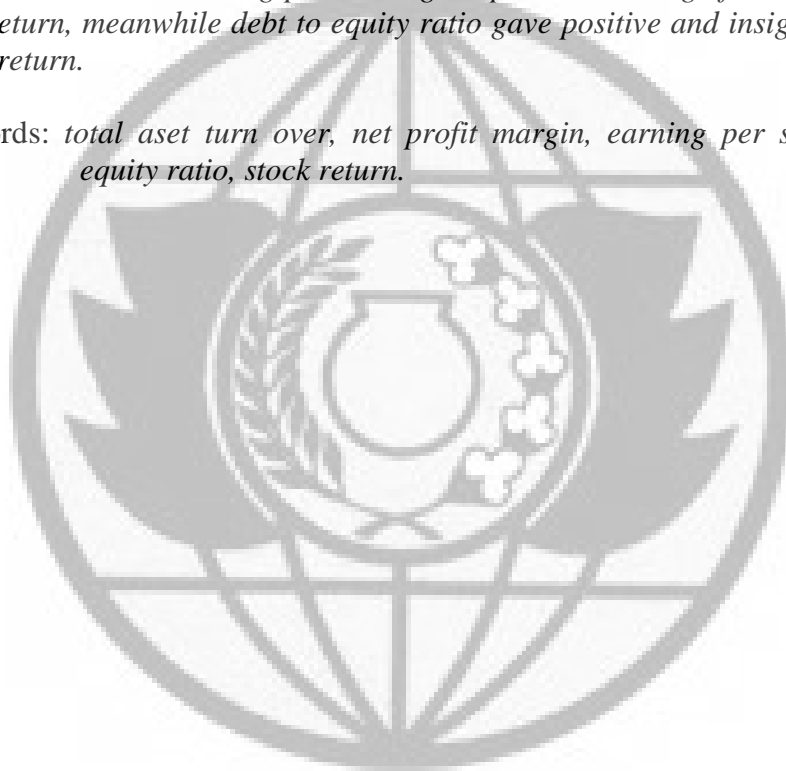 eturn, meanwhile debt to equity ratio gave positive and insig
return.
rds: total aset turn over, net profit margin, earning per s
equity ratio, stock return.